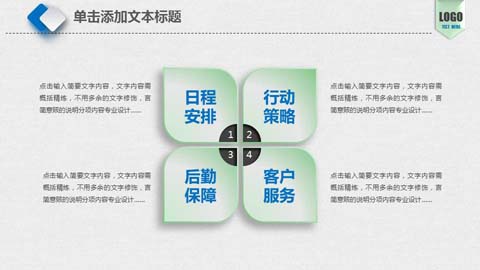 单击添加文本标题
LOGO
点击输入简要文字内容，文字内容需
概括精炼，不用多余的文字修饰，言
简意赅的说明分项内容专业设计……
日程
安排
行动
策略
点击输入简要文字内容，文字内容需
概括精炼，不用多余的文字修饰，言
简意赅的说明分项内容专业设计……
1 2
3 4
点击输入简要文字内容，文字内容需
概括精炼，不用多余的文字修饰，言
简意赅的说明分项内容专业设计……
后勤
保障
客户
服务
点击输入简要文字内容，文字内容需
概括精炼，不用多余的文字修饰，言
简意赅的说明分项内容专业设计……